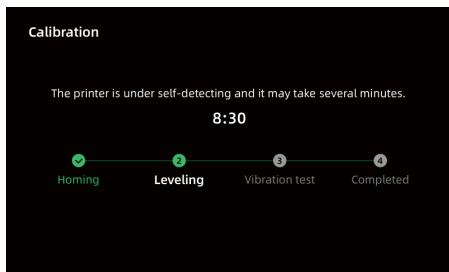 Calibration
The printer is under self-detecting and it may take several minutes.
8:30
2 3 4
Homing Leveling Vibration test Completed